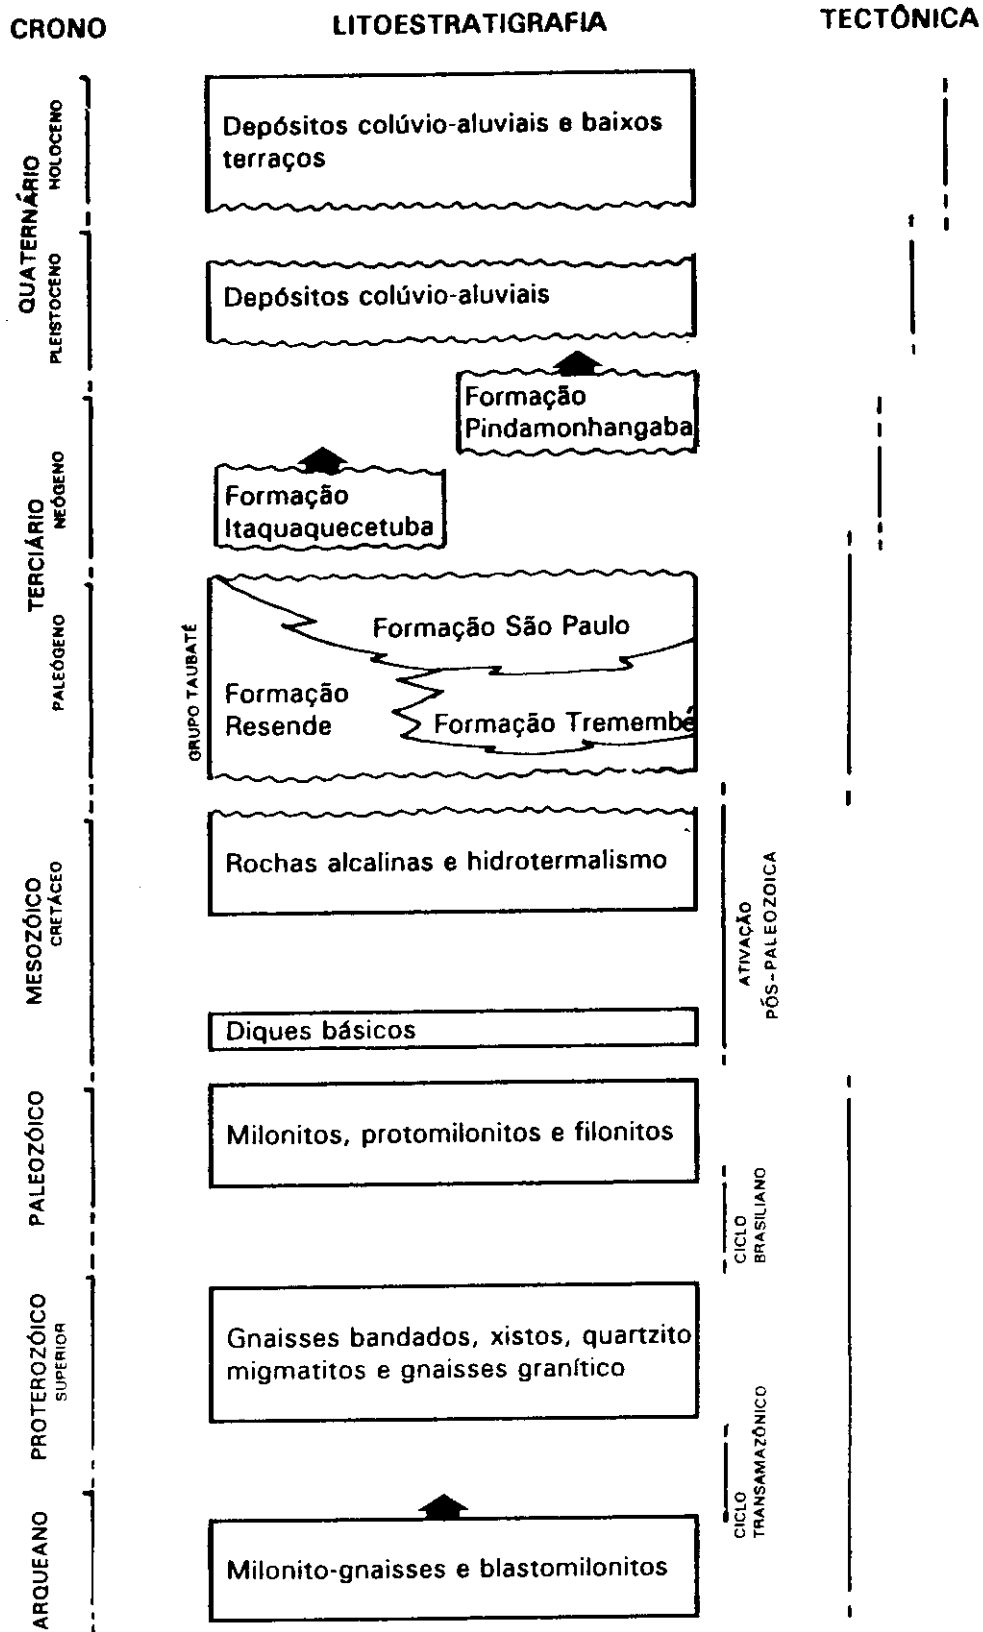 CRONO
LITOESTRATIGRAFIA
TECTÔNICA
QUATERNÁRIO
HOLOCENO
Depósitos colúvio-aluviais e baixos
terraços
PLEISTOCENO
Depósitos colúvio-aluviais
Formação
Pindamonhangaba
TERCIÁRIO
NEÓGENO
Formação
Itaquaquecetuba
PALEÓGENO
GRUPO TAUBATÉ
Formação São Paulo
Formação
Resende
Formação Tremembé
MESOZÓICO
CRETÁCEO
Rochas alcalinas e hidrotermalismo
ATIVAÇÃO
PÓS-PALEOZOICA
Diques básicos
PALEOZÓICO
Milonitos, protomilonitos e filonitos
CICLO
BRASILIANO
PROTEROZÓICO
SUPERIOR
Gnaisses bandados, xistos, quartzito
migmatitos e gnaisses granítico
CICLO
TRANSAMAZÔNICO
ARQUEANO
Milonito-gnaisses e blastomilonitos